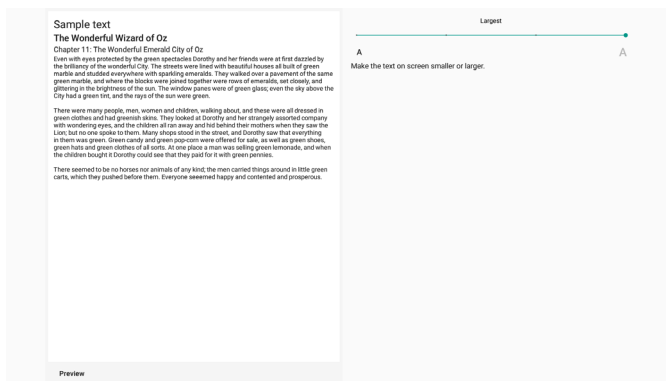 Sample text
The Wonderful Wizard of Oz
Chapter 11: The Wonderful Emerald City of Oz
Even with eyes protected by the green spectacles Dorothy and her friends were at first dazzled by
the brilliancy of the wonderful City. The streets were lined with beautiful houses all built of green
marble and studded everywhere with sparkling emeralds. They walked over a pavement of the same
green marble, and where the blocks were joined together were rows of emeralds, set closely, and
glittering in the brightness of the sun. The window panes were of green glass; even the sky above the
City had a green tint, and the rays of the sun were green.
There were many people, men, women and children, walking about, and these were all dressed in
green clothes and had greenish skins. They looked at Dorothy and her strangely assorted company
with wondering eyes, and the children all ran away and hid behind their mothers when they saw the
Lion; but no one spoke to them. Many shops stood in the street, and Dorothy saw that everything
in them was green. Green candy and green pop-corn were offered for sale, as well as green shoes,
green hats and green clothes of all sorts. At one place a man was selling green lemonade, and when
the children bought it Dorothy could see that they paid for it with green pennies.
There seemed to be no horses nor animals of any kind; the men carried things around in little green
carts, which they pushed before them. Everyone seeemed happy and contented and prosperous.
Preview
Largest
A A
Make the text on screen smaller or larger.